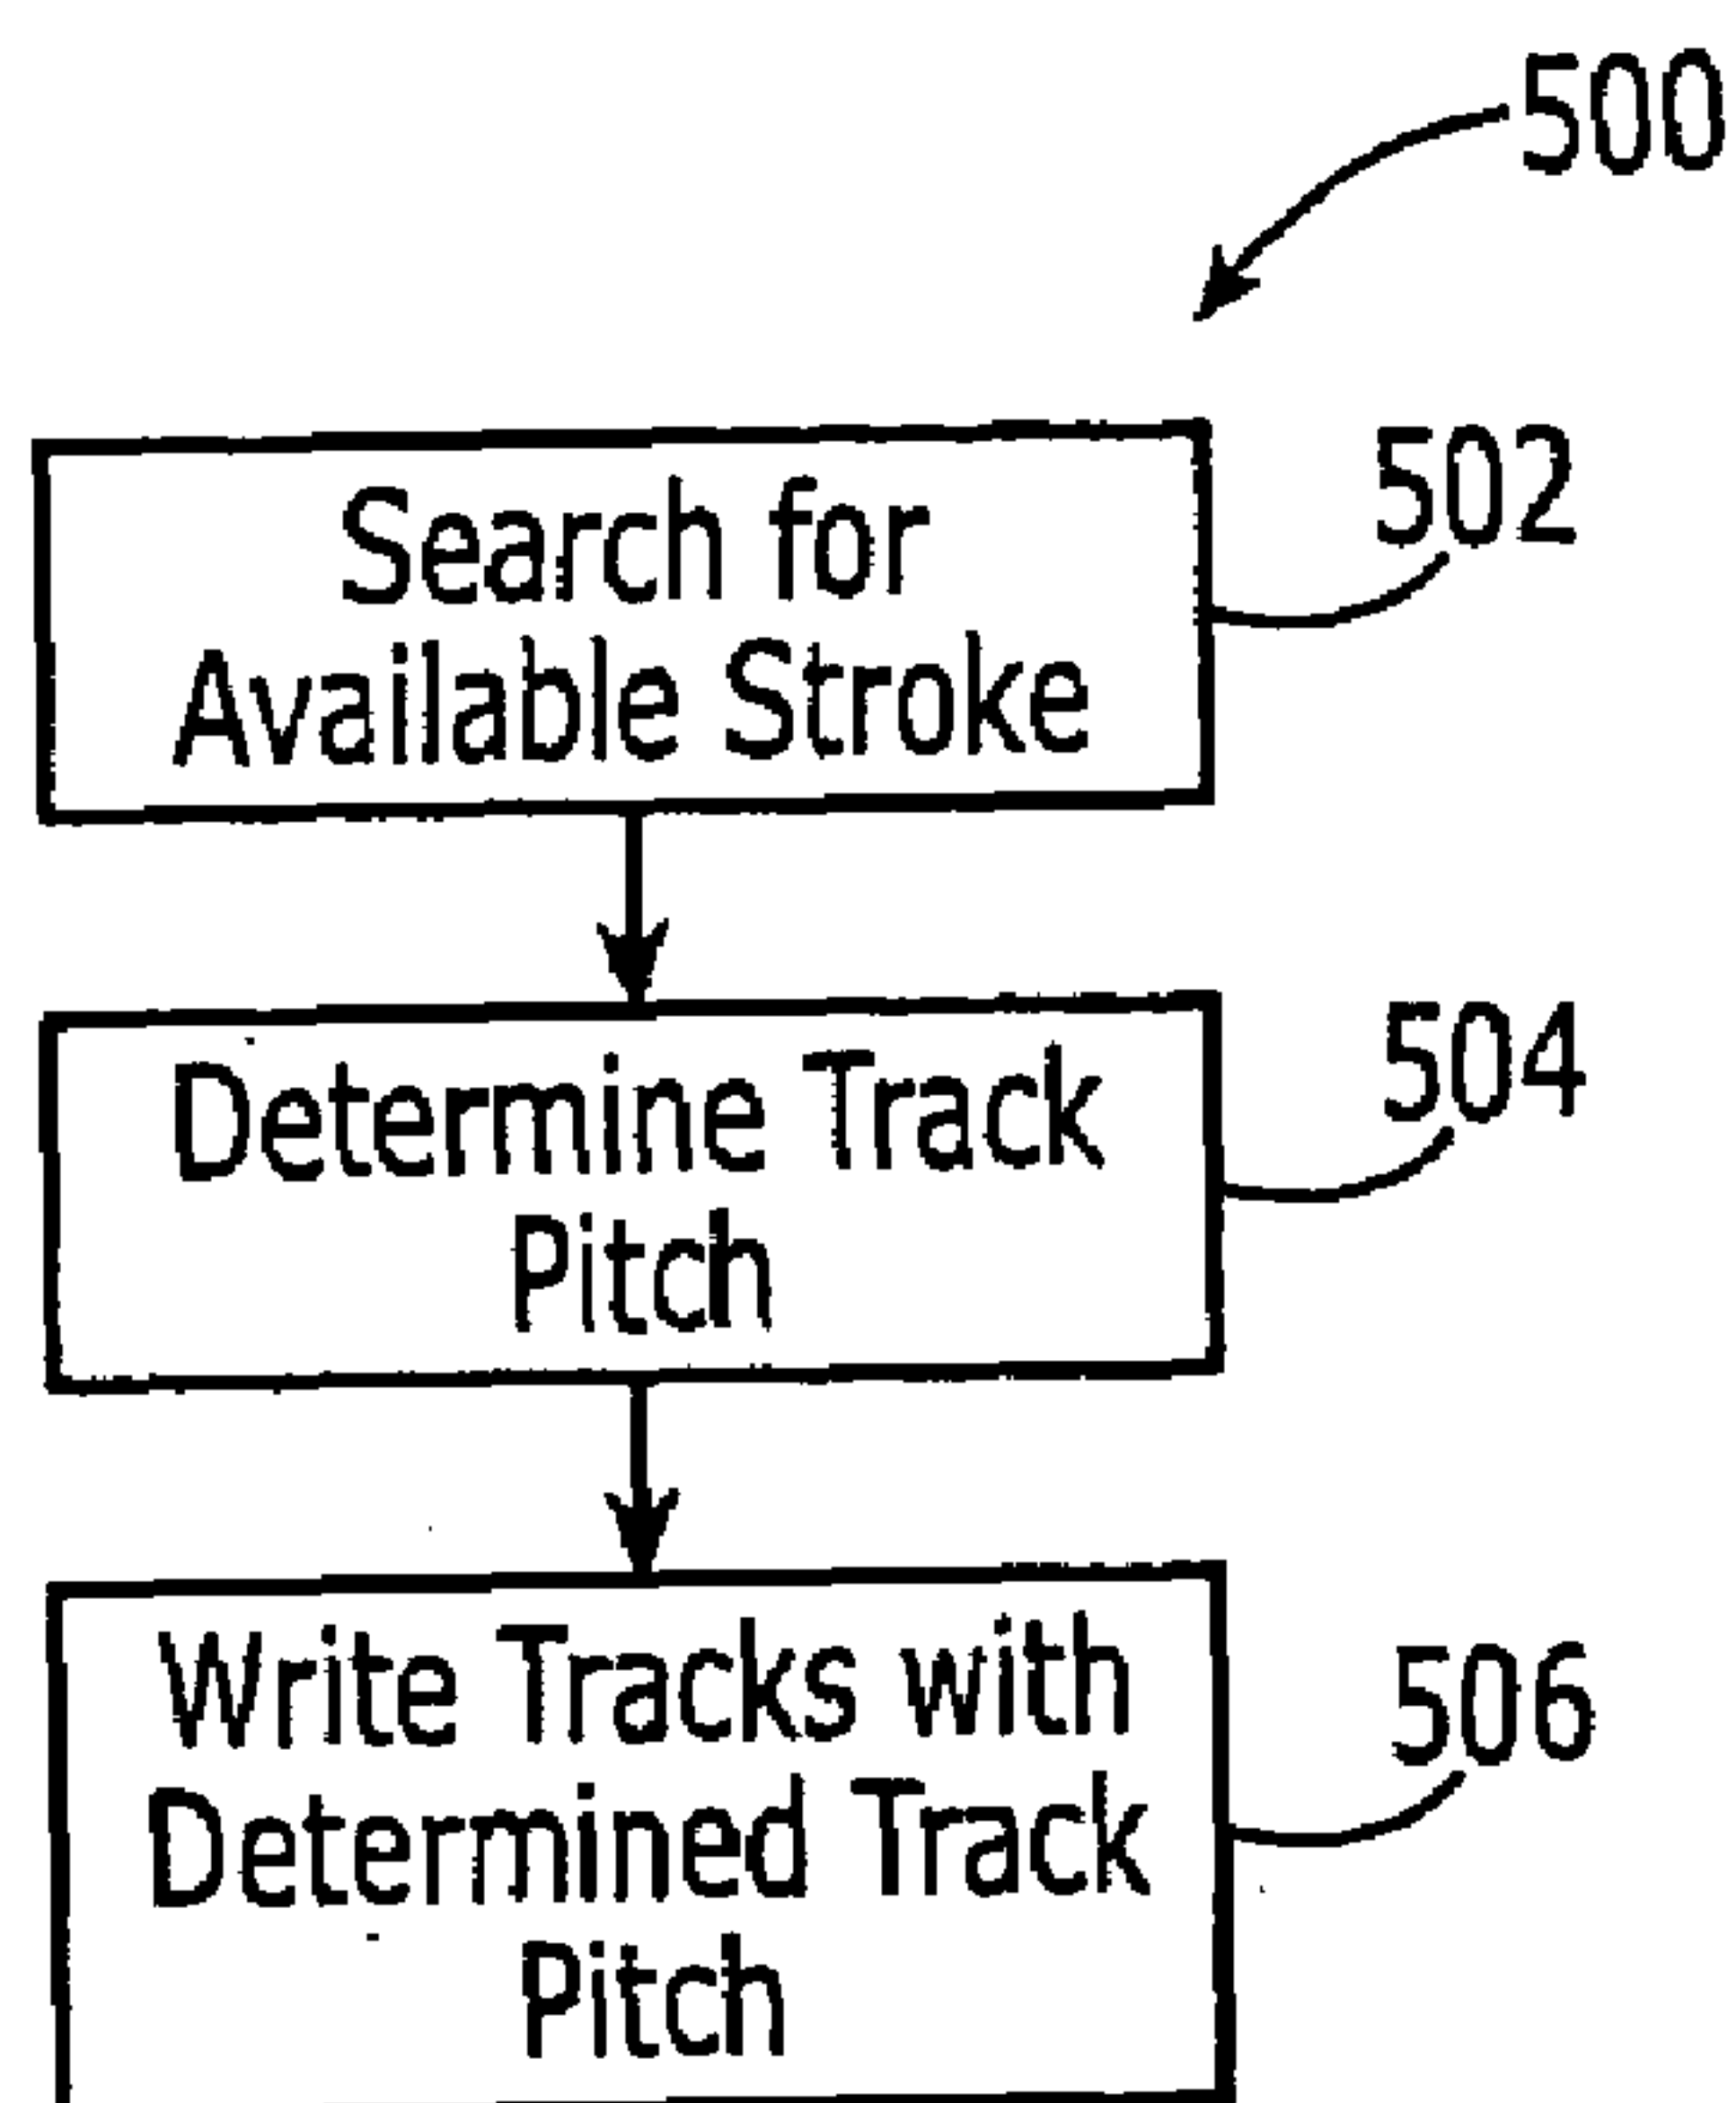 500
Search for
Available Stroke
502
Determine Track
Pitch
504
Write Tracks with
Determined Track
Pitch
506